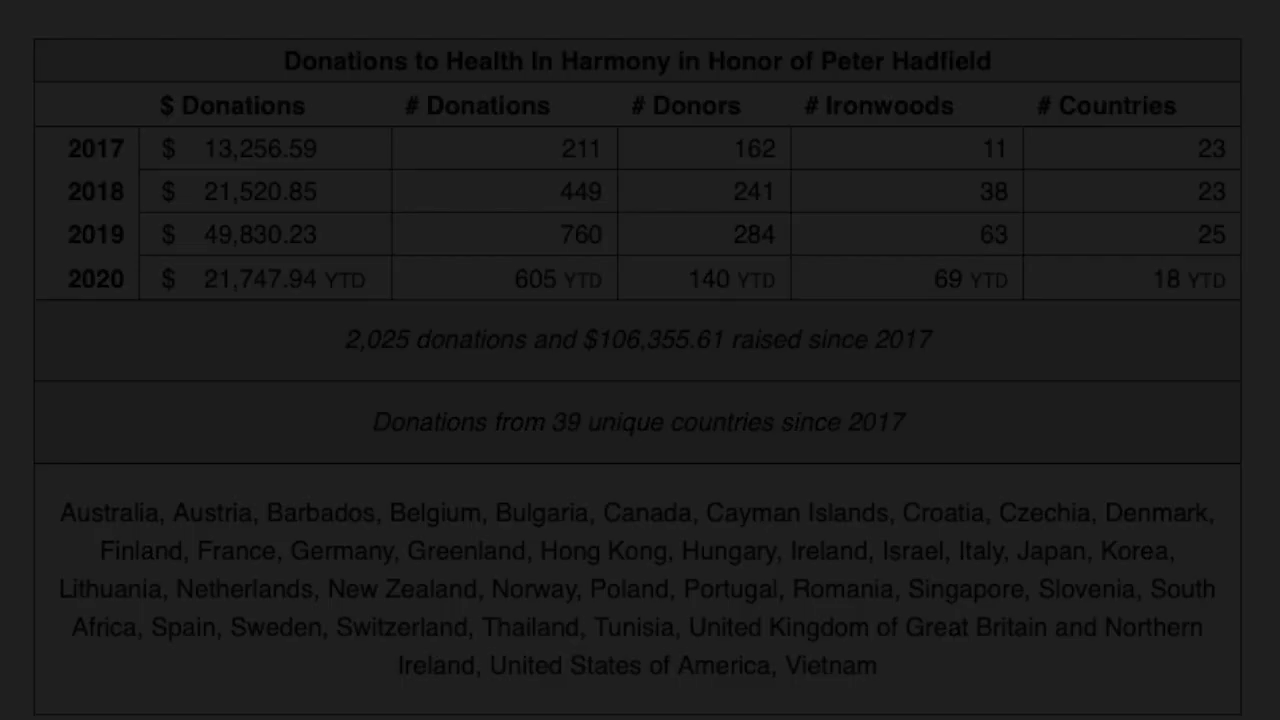 Donations to Health In Harmony in Honor of Peter Hadfield
$ Donations # Donations # Donors # Ironwoods # Countries
2017 $ 13,256.59 211 162 11 23
2018 $ 21,520.85 449 241 38 23
2019 $ 49,830.23 760 284 63 25
2020 $ 21,747.94 YTD 605 YTD 140 YTD 69 YTD 18 YTD
2,025 donations and $106,355.61 raised since 2017
Donations from 39 unique countries since 2017
Australia, Austria, Barbados, Belgium, Bulgaria, Canada, Cayman Islands, Croatia, Czechia, Denmark,
Finland, France, Germany, Greenland, Hong Kong, Hungary, Ireland, Israel, Italy, Japan, Korea,
Lithuania, Netherlands, New Zealand, Norway, Poland, Portugal, Romania, Singapore, Slovenia, South
Africa, Spain, Sweden, Switzerland, Thailand, Tunisia, United Kingdom of Great Britain and Northern
Ireland, United States of America, Vietnam